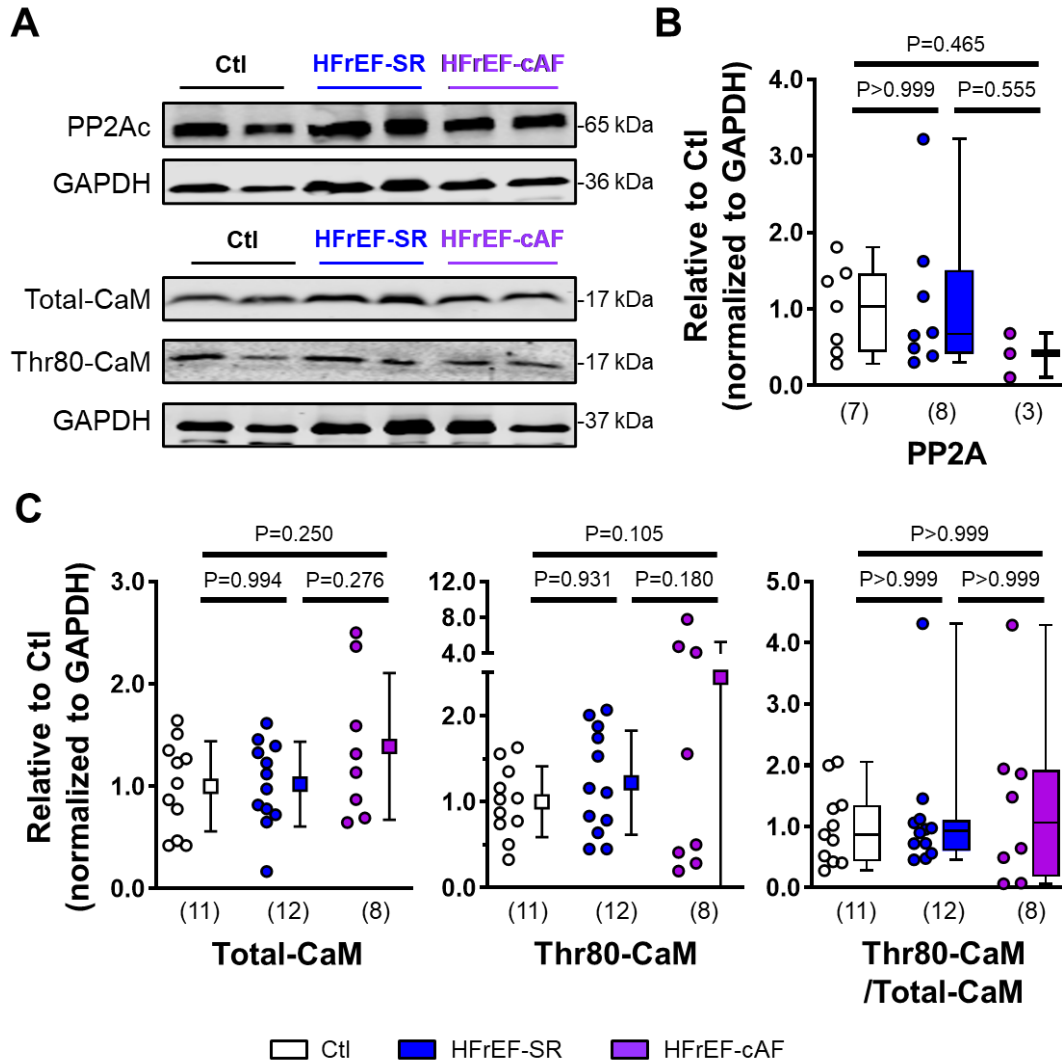 A
Ctl HFrEF-SR HFrEF-cAF
PP2Ac -65 kDa
GAPDH -36 kDa
Ctl HFrEF-SR HFrEF-cAF
Total-CaM -17 kDa
Thr80-CaM -17 kDa
GAPDH -37 kDa
B
P=0.465
P>0.999 P=0.555
Relative to Ctl
(normalized to GAPDH)
4.0
3.0
2.0
1.0
0.0
(7) (8) (3)
PP2A
C
Relative to Ctl
(normalized to GAPDH)
P=0.250
P=0.994 P=0.276
3.0
2.0
1.0
0.0
(11) (12) (8)
Total-CaM
P=0.105
P=0.931 P=0.180
12.0
8.0
4.0
2.0
1.0
0.0
(11) (12) (8)
Thr80-CaM
P>0.999
P>0.999 P>0.999
5.0
4.0
3.0
2.0
1.0
0.0
(11) (12) (8)
Thr80-CaM
/Total-CaM
Ctl HFrEF-SR HFrEF-cAF